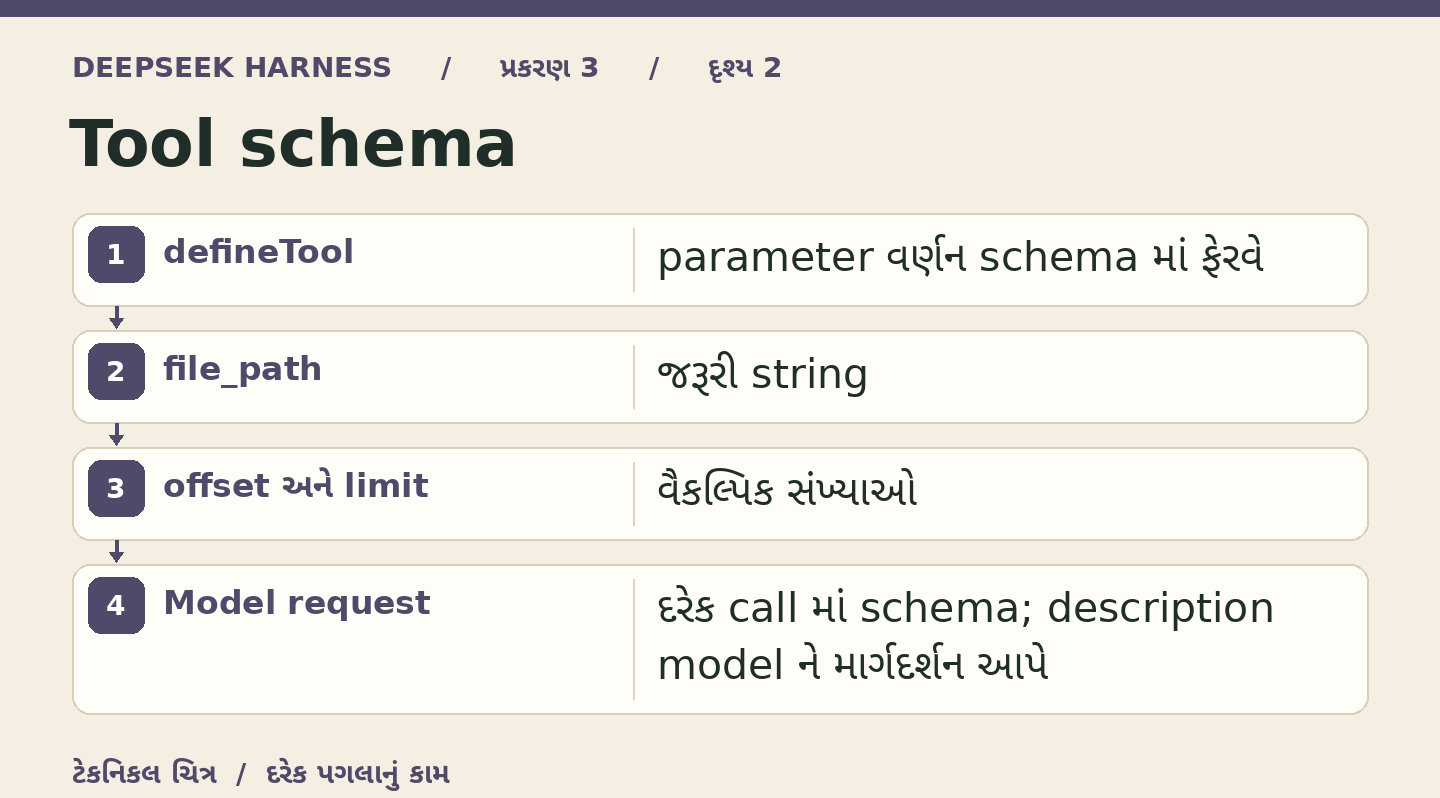 DEEPSEEK HARNESS / પ્રકરણ 3 / દૃશ્ય 2
Tool schema
1 defineTool
parameter વર્ણન schema માં ફેરવે
2 file_path
જરૂરી string
3 offset અને limit
વૈકલ્પિક સંખ્યાઓ
4 Model request
દરેક call માં schema; description
model ને માર્ગદર્શન આપે
ટેકનિકલ ચિત્ર / દરેક પગલાનું કામ